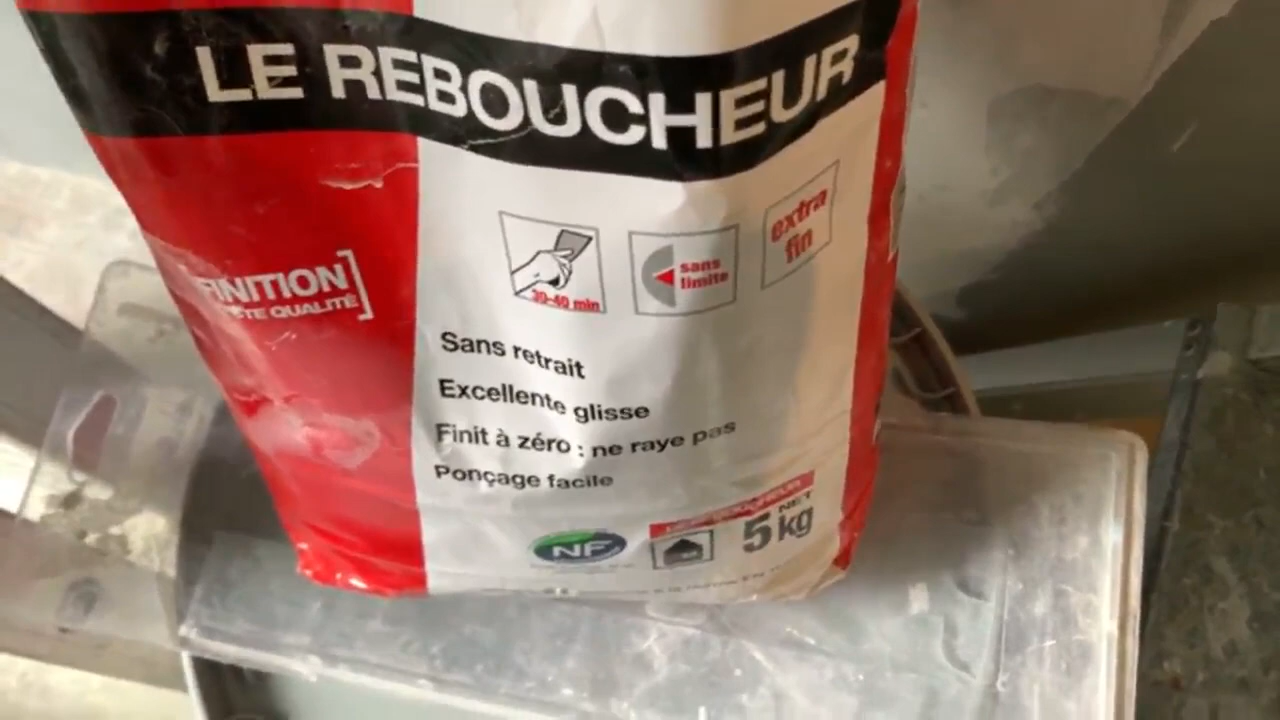 LE REBOUCHEUR
extra
fin
sans
limite
30-40 min
FINITION
QUALITÉ
Sans retrait
Excellente glisse
Finit à zéro : ne raye pas
Ponçage facile
NF
5 kg
NET